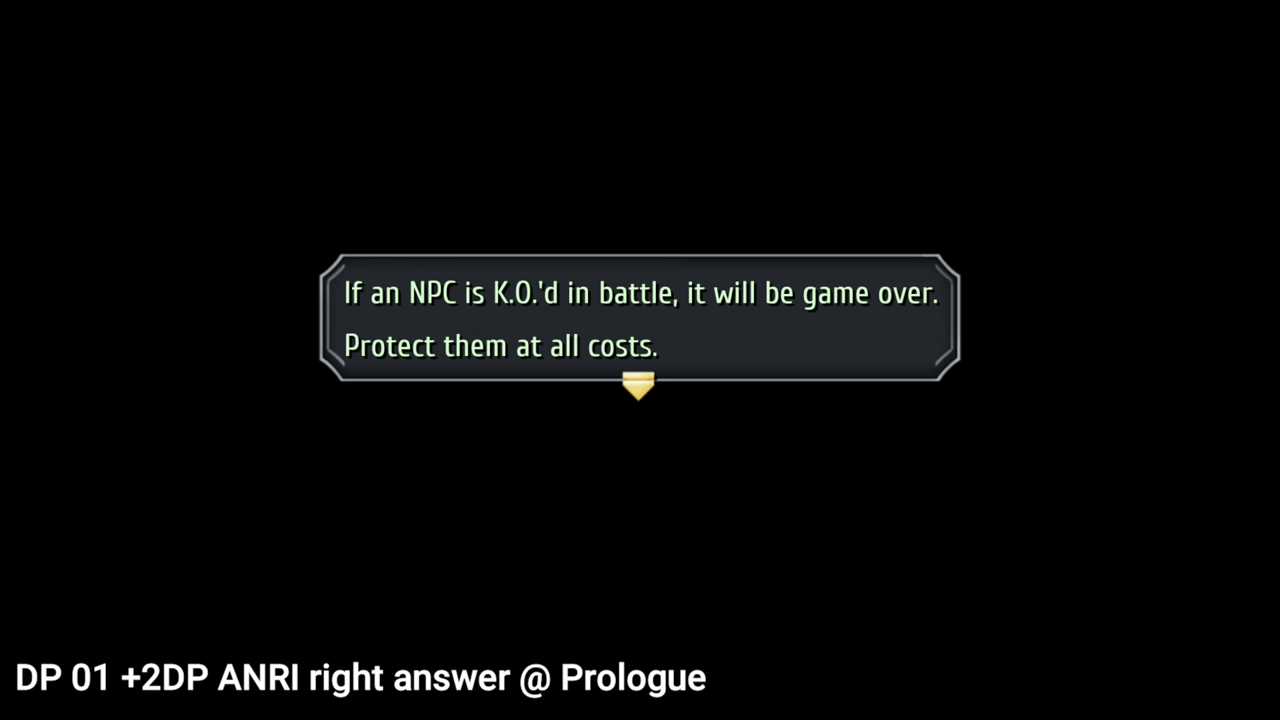 If an NPC is K.O.'d in battle, it will be game over.
Protect them at all costs.
DP 01 +2DP ANRI right answer @ Prologue